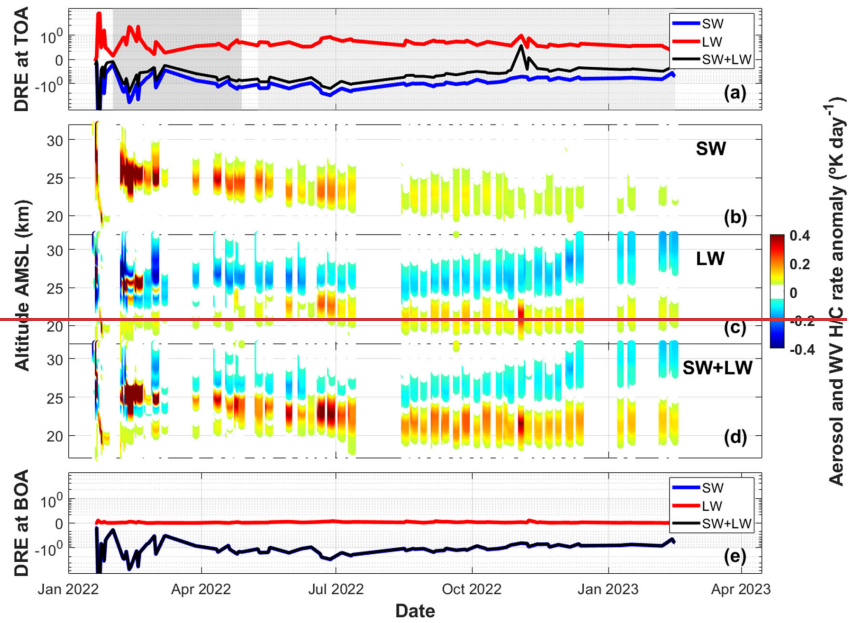 DRE at TOA
10⁰
0
-10⁰
SW
LW
SW+LW
(a)
Altitude AMSL (km)
30
25
20
SW
(b)
30
25
20
LW
(c)
30
25
20
SW+LW
(d)
0.4
0.2
0
-0.2
-0.4
Aerosol and WV H/C rate anomaly (°K day⁻¹)
DRE at BOA
10⁰
0
-10⁰
SW
LW
SW+LW
(e)
Jan 2022
Apr 2022
Jul 2022
Oct 2022
Jan 2023
Apr 2023
Date